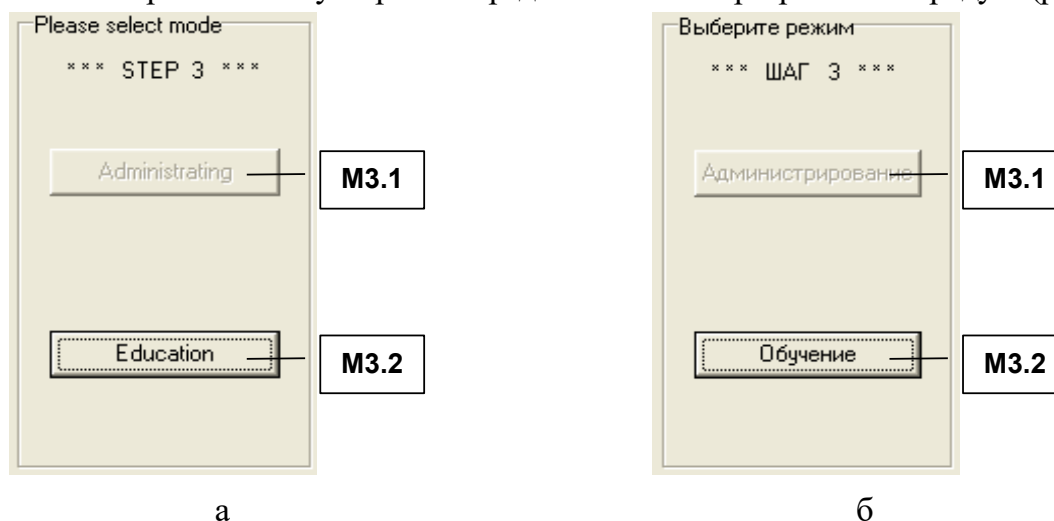 Please select mode
*** STEP 3 ***
Administrating
M3.1
Education
M3.2
а
Выберите режим
*** ШАГ 3 ***
Администрирование
M3.1
Обучение
M3.2
б